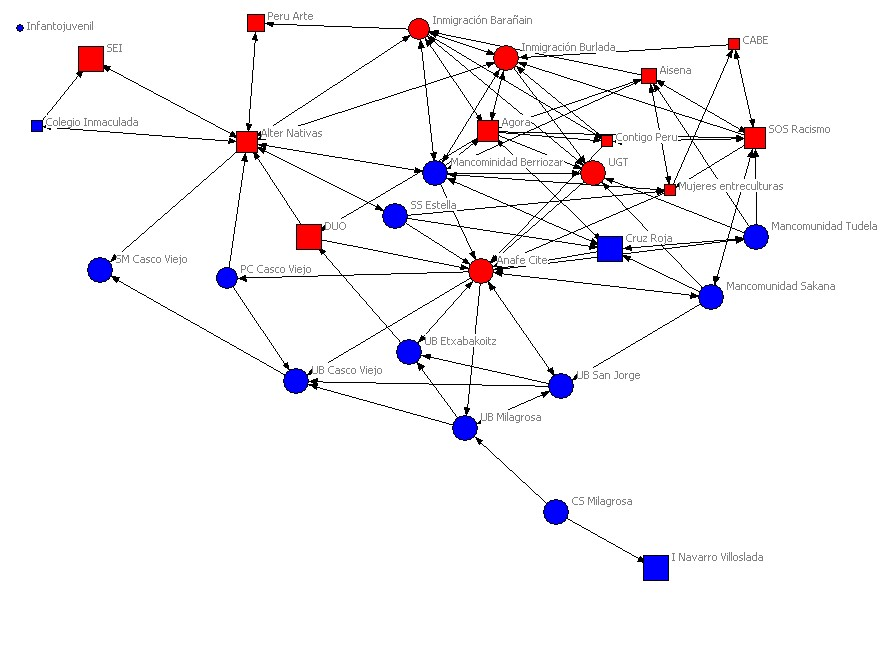 Peru Arte
Inmigración Barañain
Infantojuvenil
CABE
SEI
Inmigración Burlada
Aisena
Colegio Inmaculada
Agora
Alter Nativas
Contigo Peru
SOS Racismo
Mancominidad Berriozar
UGT
Mujeres entreculturas
SS Estella
DUO
Cruz Roja
Mancomunidad Tudela
SM Casco Viejo
PC Casco Viejo
Anafe Cite
Mancomunidad Sakana
UB Etxabakoitz
UB Casco Viejo
UB San Jorge
UB Milagrosa
CS Milagrosa
I Navarro Villoslada